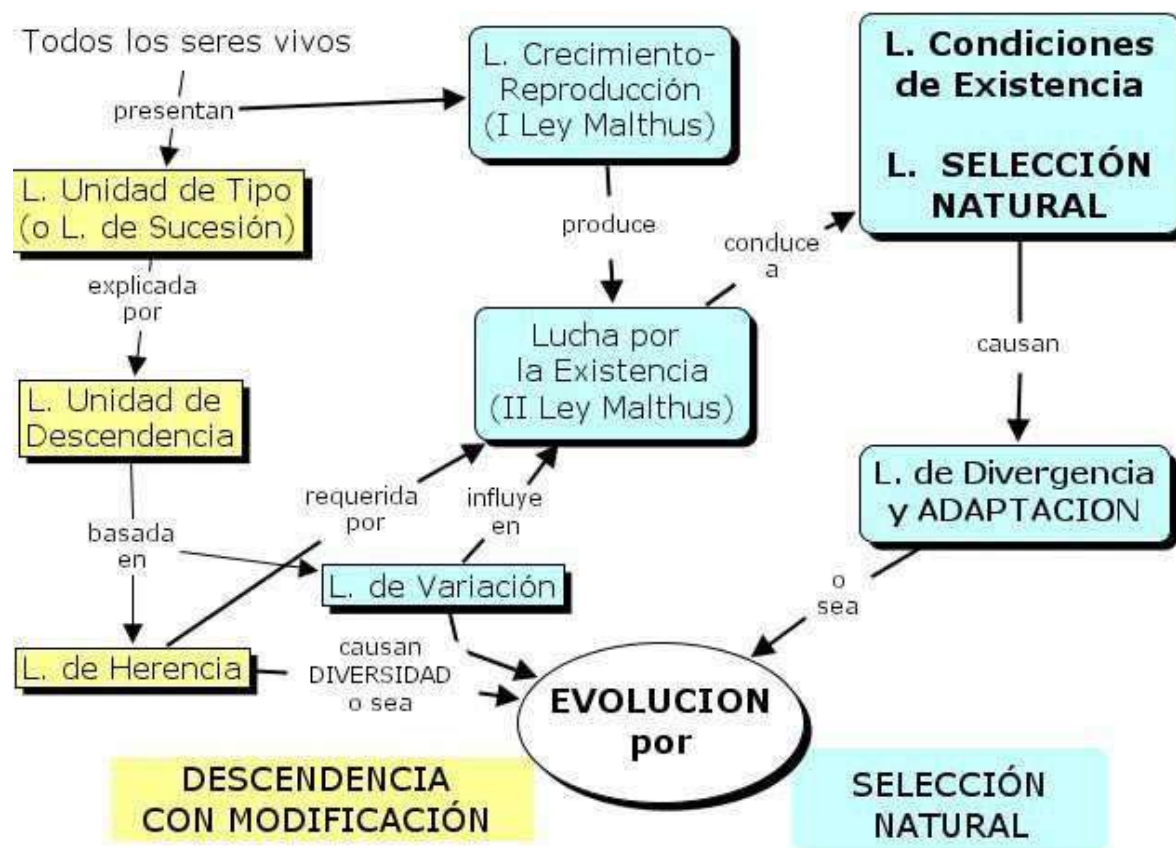 Todos los seres vivos
presentan
L. Crecimiento-
Reproducción
(I Ley Malthus)
L. Condiciones
de Existencia
L. SELECCIÓN
NATURAL
L. Unidad de Tipo
(o L. de Sucesión)
produce
conduce
a
explicada
por
Lucha por
la Existencia
(II Ley Malthus)
causan
L. Unidad de
Descendencia
L. de Divergencia
y ADAPTACION
requerida
por
influye
en
basada
en
L. de Variación
o
sea
L. de Herencia
causan
DIVERSIDAD
o sea
EVOLUCION
por
DESCENDENCIA
CON MODIFICACIÓN
SELECCIÓN
NATURAL